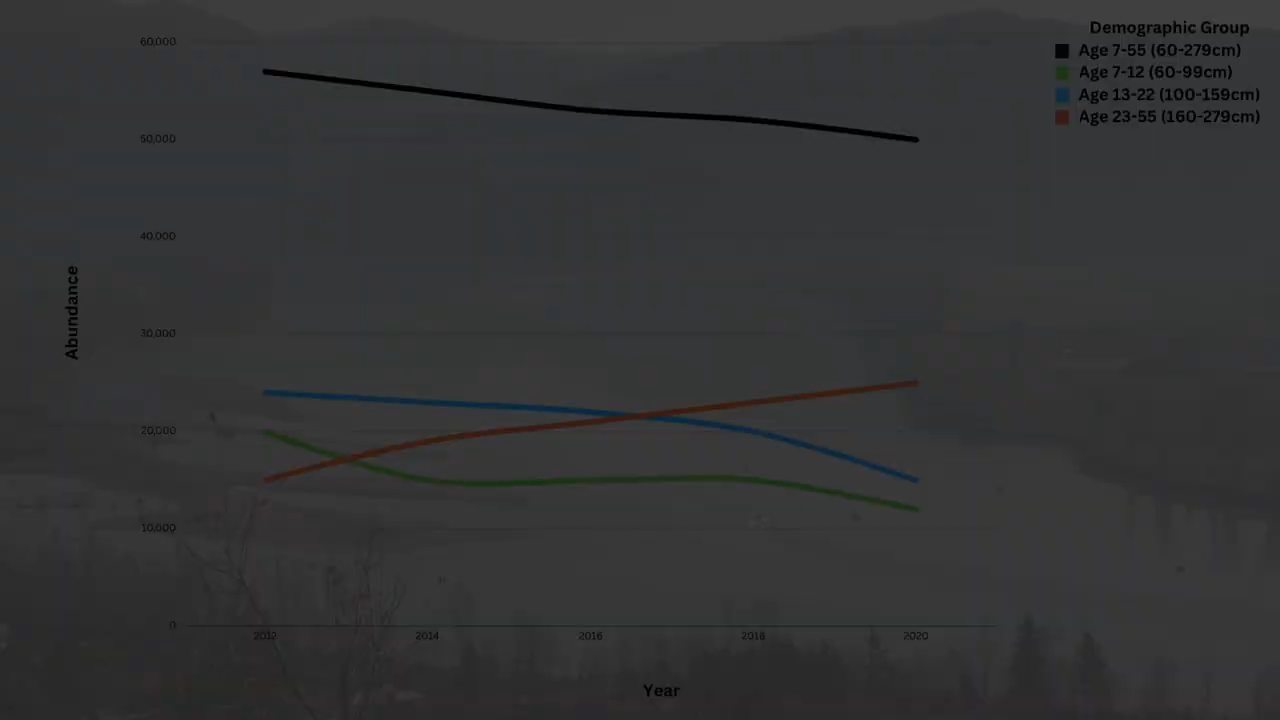 Demographic Group
Age 7-55 (60-279cm)
Age 7-12 (60-99cm)
Age 13-22 (100-159cm)
Age 23-55 (160-279cm)
60,000
50,000
40,000
30,000
20,000
10,000
0
Abundance
2012
2014
2016
2018
2020
Year